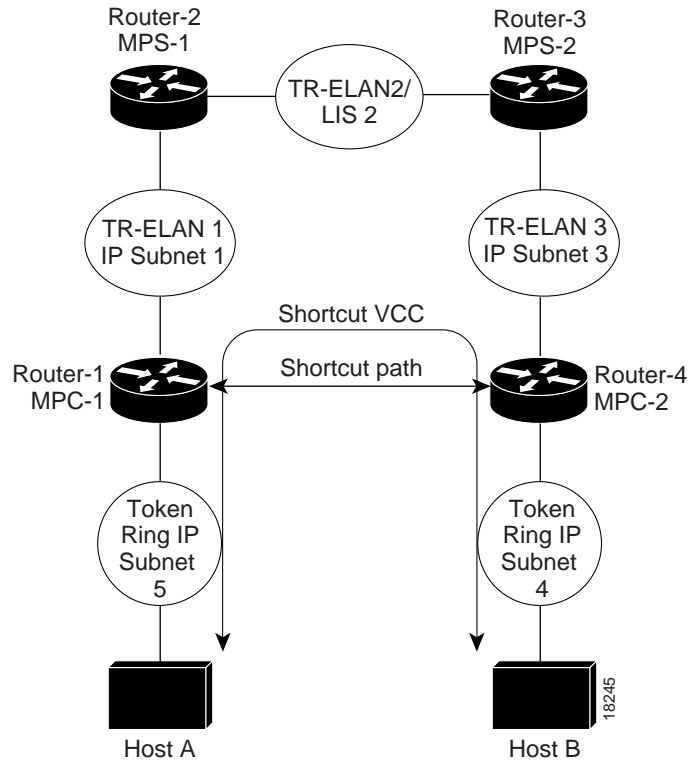 Router-2
MPS-1
Router-3
MPS-2
TR-ELAN2/
LIS 2
TR-ELAN 1
IP Subnet 1
TR-ELAN 3
IP Subnet 3
Shortcut VCC
Shortcut path
Router-1
MPC-1
Router-4
MPC-2
Token
Ring IP
Subnet
5
Token
Ring IP
Subnet
4
18245
Host A
Host B